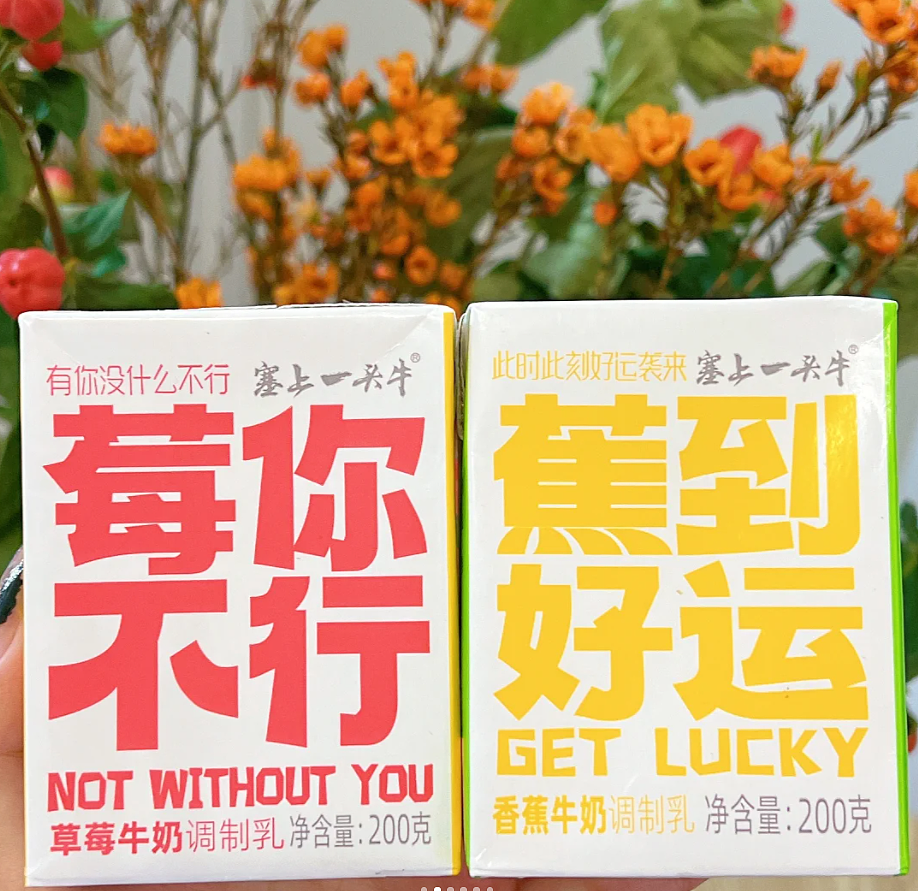 有你没什么不行 塞上一头牛®
莓你
不行
NOT WITHOUT YOU
草莓牛奶调制乳 净含量:200克
此时此刻好运袭来 塞上一头牛®
蕉到
好运
GET LUCKY
香蕉牛奶调制乳 净含量:200克